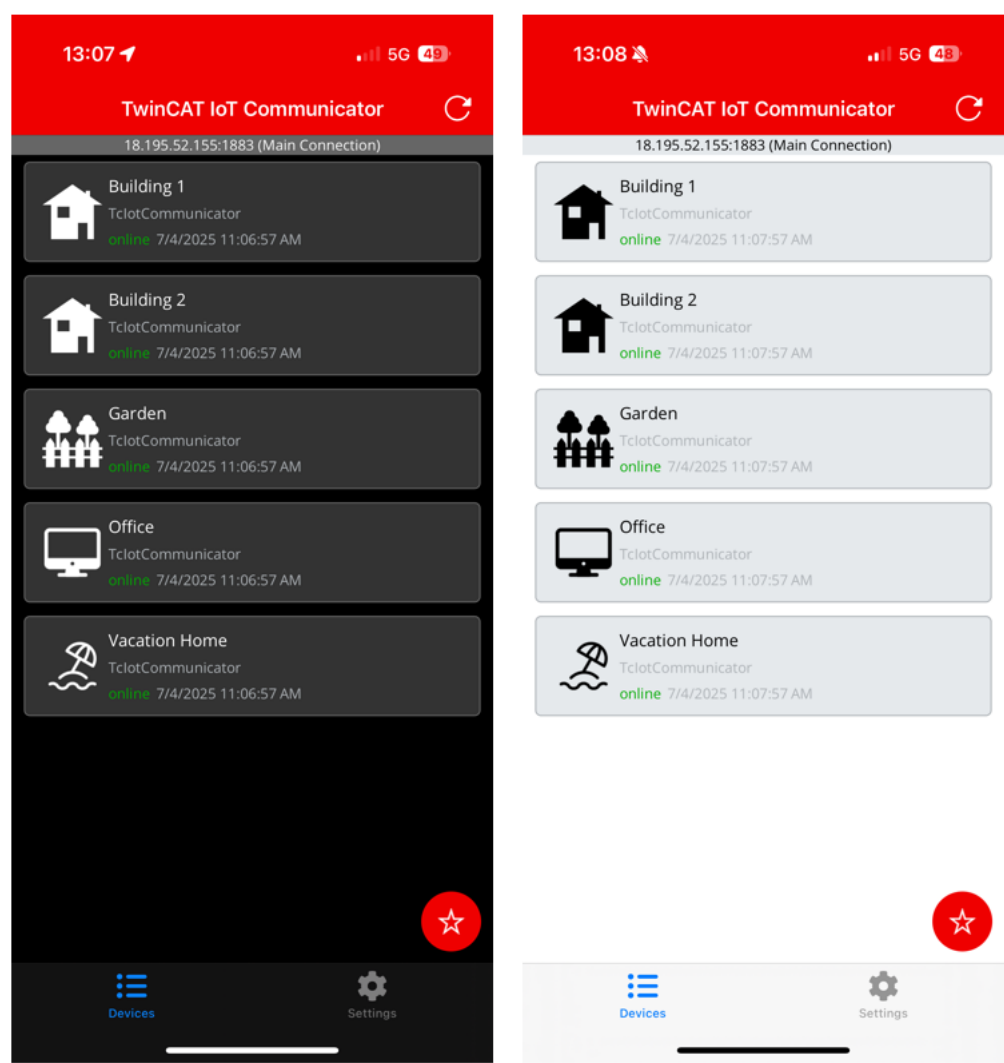 13:07
5G 49
TwinCAT IoT Communicator
18.195.52.155:1883 (Main Connection)
Building 1
TcIotCommunicator
online 7/4/2025 11:06:57 AM
Building 2
TcIotCommunicator
online 7/4/2025 11:06:57 AM
Garden
TcIotCommunicator
online 7/4/2025 11:06:57 AM
Office
TcIotCommunicator
online 7/4/2025 11:06:57 AM
Vacation Home
TcIotCommunicator
online 7/4/2025 11:06:57 AM
Devices
Settings
13:08
5G 48
TwinCAT IoT Communicator
18.195.52.155:1883 (Main Connection)
Building 1
TcIotCommunicator
online 7/4/2025 11:07:57 AM
Building 2
TcIotCommunicator
online 7/4/2025 11:07:57 AM
Garden
TcIotCommunicator
online 7/4/2025 11:07:57 AM
Office
TcIotCommunicator
online 7/4/2025 11:07:57 AM
Vacation Home
TcIotCommunicator
online 7/4/2025 11:07:57 AM
Devices
Settings